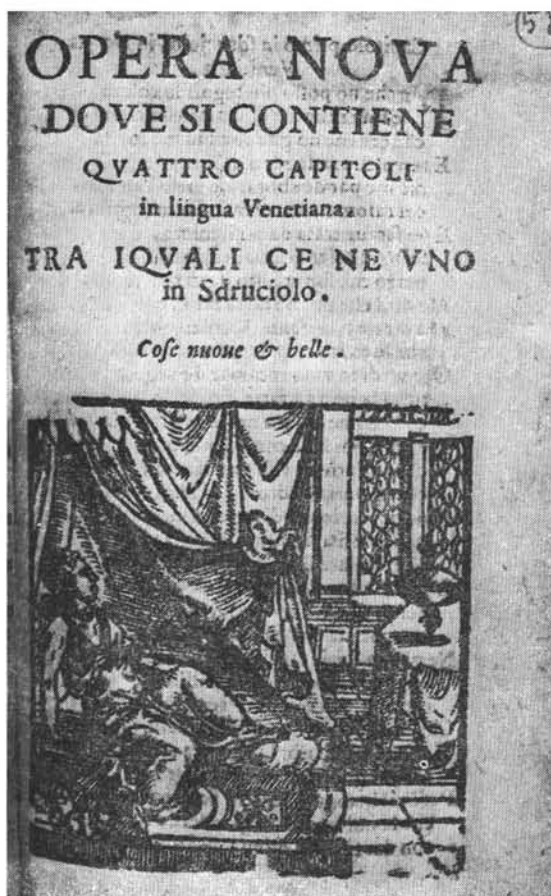 OPERA NOVA
DOVE SI CONTIENE
QVATTRO CAPITOLI
in lingua Venetiana.
TRA IQVALI CE NE VNO
in Sdruciolo.
Cose nuoue & belle.